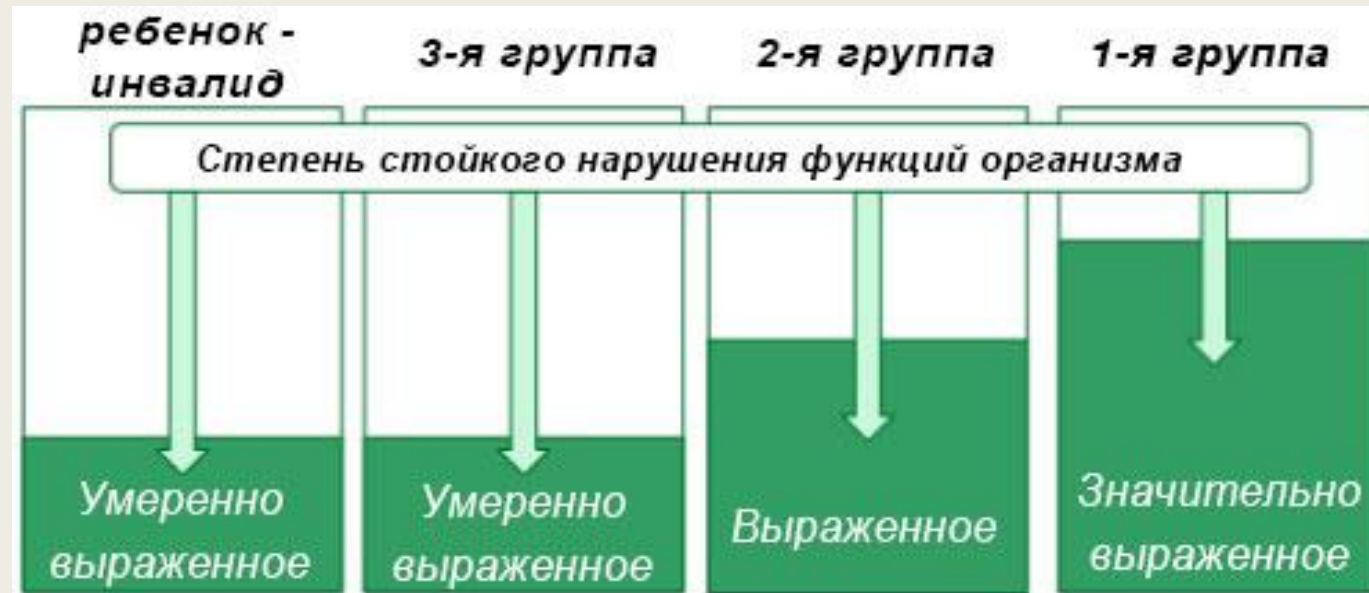 ребенок -
инвалид
3-я группа
2-я группа
1-я группа
Степень стойкого нарушения функций организма
Умеренно
выраженное
Умеренно
выраженное
Выраженное
Значительно
выраженное